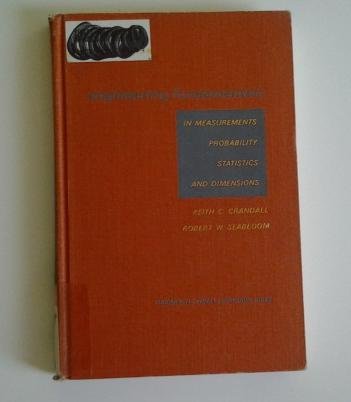 engineering fundamentals
IN MEASUREMENTS
PROBABILITY
STATISTICS
AND DIMENSIONS
KEITH C. CRANDALL
ROBERT W. SEABLOOM